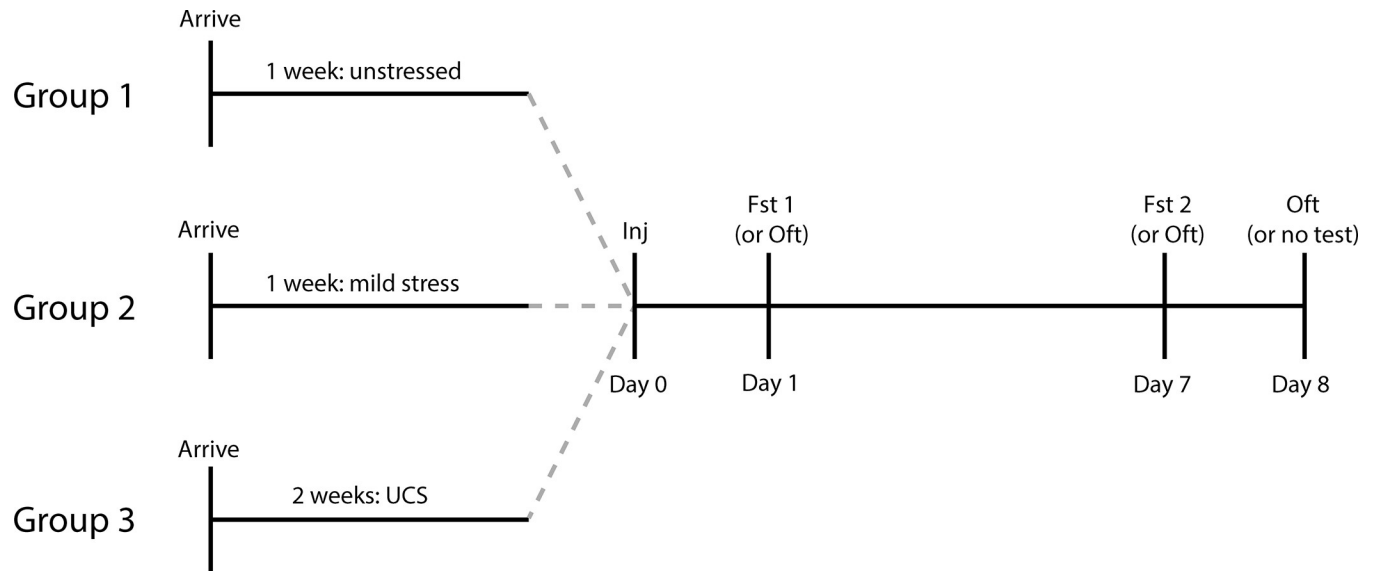 Arrive
Group 1
1 week: unstressed
Arrive
Group 2
1 week: mild stress
Inj
Fst 1
(or Oft)
Fst 2
(or Oft)
Oft
(or no test)
Day 0
Day 1
Day 7
Day 8
Arrive
Group 3
2 weeks: UCS